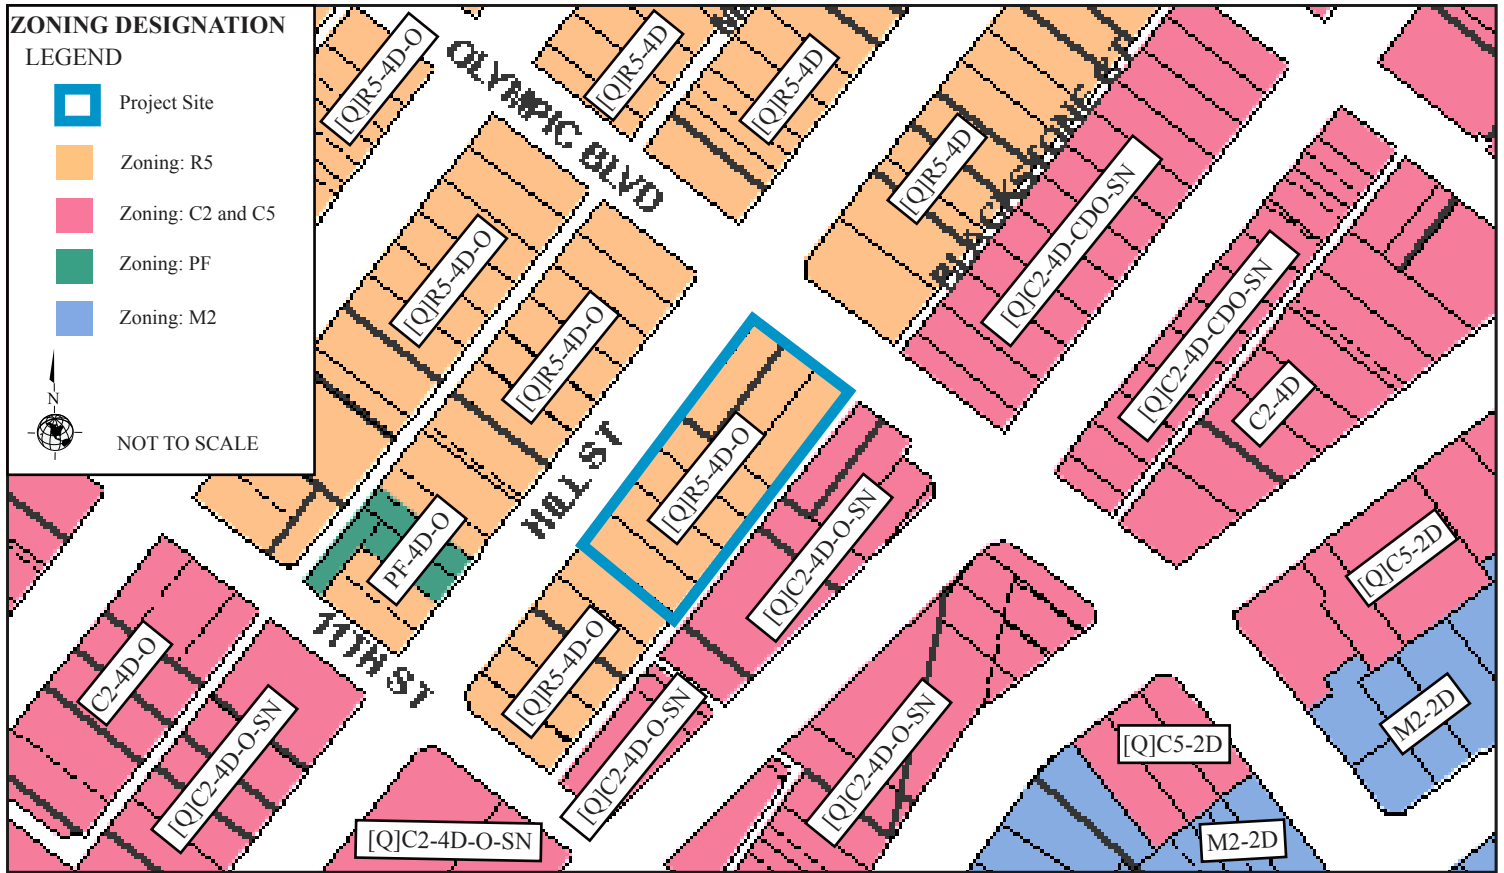 ZONING DESIGNATION
LEGEND
Project Site
Zoning: R5
Zoning: C2 and C5
Zoning: PF
Zoning: M2
N
NOT TO SCALE
[Q]R5-4D-O
[Q]R5-4D
[Q]R5-4D
[Q]R5-4D
OLYMPIC BLVD
[Q]C2-4D-CDO-SN
[Q]R5-4D-O
[Q]R5-4D-O
[Q]C2-4D-CDO-SN
C2-4D
HILL ST
[Q]R5-4D-O
PF-4D-O
[Q]C2-4D-O-SN
[Q]C5-2D
11TH ST
C2-4D-O
[Q]R5-4D-O
[Q]C2-4D-O-SN
[Q]C2-4D-O-SN
[Q]C2-4D-O-SN
[Q]C5-2D
M2-2D
[Q]C2-4D-O-SN
M2-2D